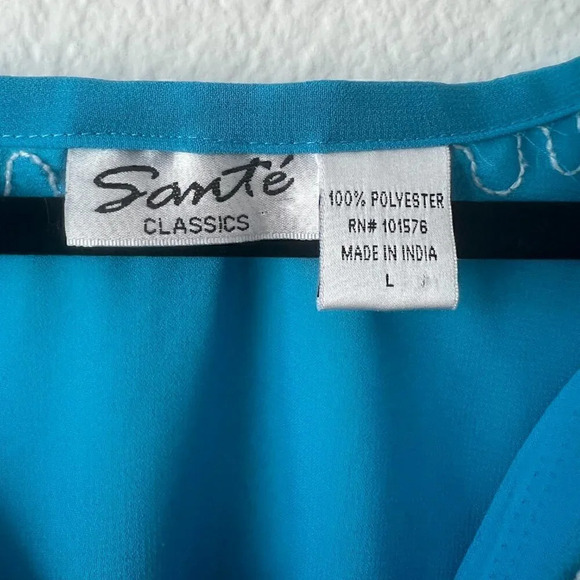 Santé
CLASSICS
100% POLYESTER
RN# 101576
MADE IN INDIA
L